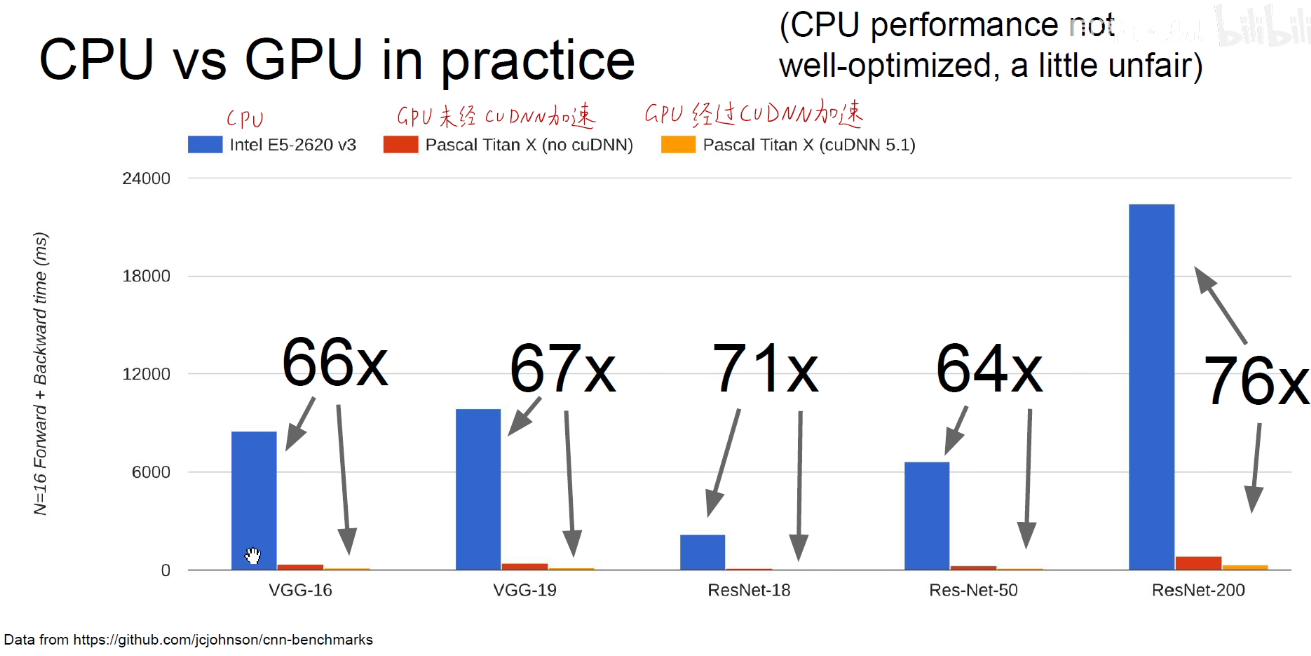 CPU vs GPU in practice
(CPU performance not
well-optimized, a little unfair)
bilibili
CPU
GPU未经CUDNN加速
GPU经过CUDNN加速
Intel E5-2620 v3
Pascal Titan X (no cuDNN)
Pascal Titan X (cuDNN 5.1)
N=16 Forward + Backward time (ms)
24000
18000
12000
6000
0
66x
67x
71x
64x
76x
VGG-16
VGG-19
ResNet-18
Res-Net-50
ResNet-200
Data from https://github.com/jcjohnson/cnn-benchmarks